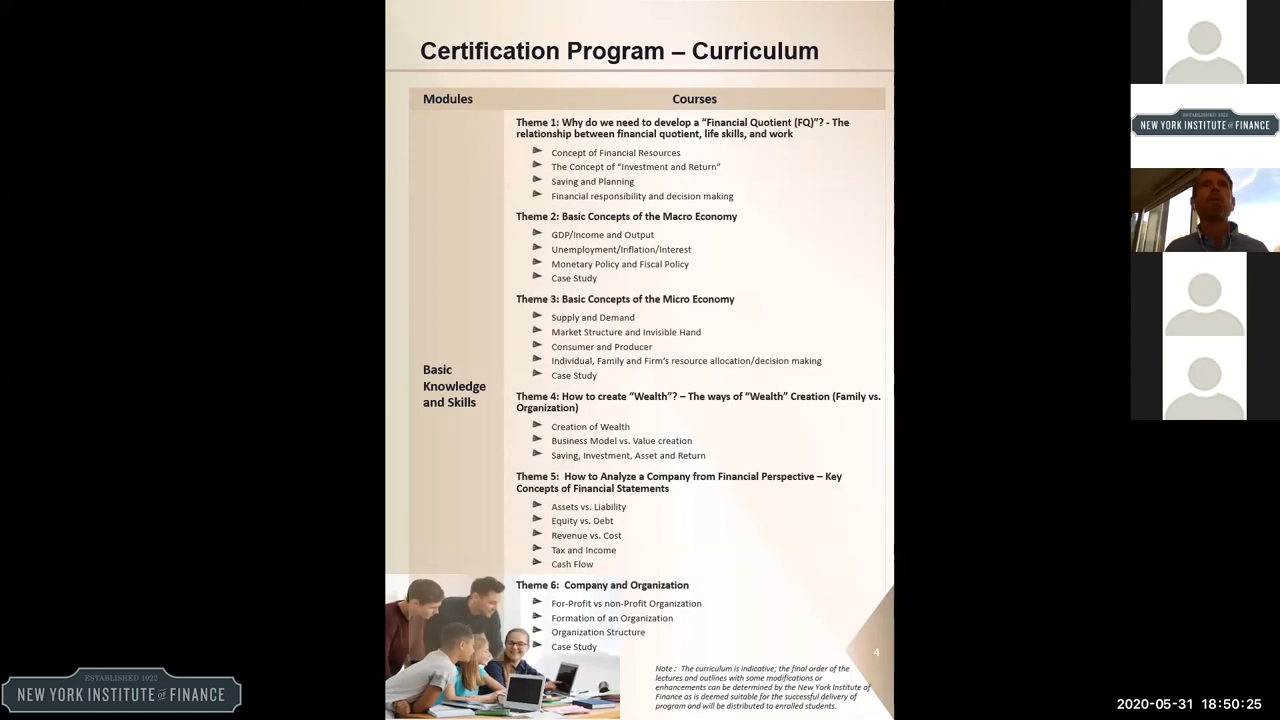 Certification Program – Curriculum
Modules
Courses
Theme 1: Why do we need to develop a “Financial Quotient (FQ)”? - The
relationship between financial quotient, life skills, and work
Concept of Financial Resources
The Concept of “Investment and Return”
Saving and Planning
Financial responsibility and decision making
Theme 2: Basic Concepts of the Macro Economy
GDP/Income and Output
Unemployment/Inflation/Interest
Monetary Policy and Fiscal Policy
Case Study
Theme 3: Basic Concepts of the Micro Economy
Supply and Demand
Market Structure and Invisible Hand
Consumer and Producer
Individual, Family and Firm’s resource allocation/decision making
Case Study
Basic
Knowledge
and Skills
Theme 4: How to create “Wealth”? – The ways of “Wealth” Creation (Family vs.
Organization)
Creation of Wealth
Business Model vs. Value creation
Saving, Investment, Asset and Return
Theme 5: How to Analyze a Company from Financial Perspective – Key
Concepts of Financial Statements
Assets vs. Liability
Equity vs. Debt
Revenue vs. Cost
Tax and Income
Cash Flow
Theme 6: Company and Organization
For-Profit vs non-Profit Organization
Formation of an Organization
Organization Structure
Case Study
4
Note： The curriculum is indicative; the final order of the
lectures and outlines with some modifications or
enhancements can be determined by the New York Institute of
Finance as is deemed suitable for the successful delivery of
program and will be distributed to enrolled students.
ESTABLISHED 1922
NEW YORK INSTITUTE OF FINANCE
ESTABLISHED 1922
NEW YORK INSTITUTE OF FINANCE
2020-05-31 18:50:25